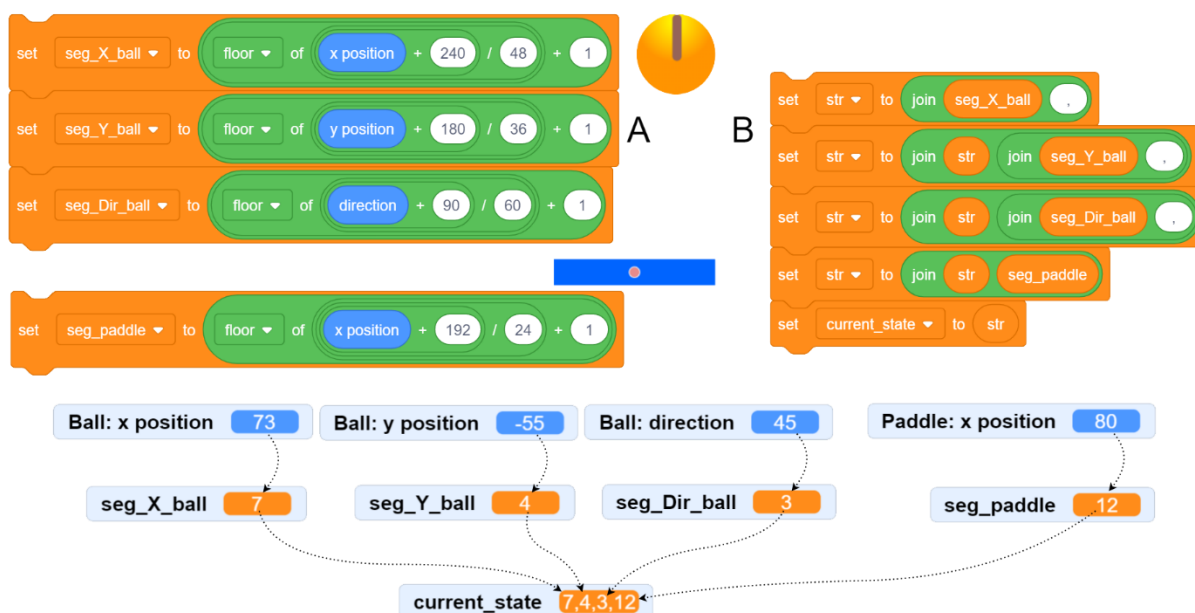 set seg_X_ball to floor of x position + 240 / 48 + 1
set seg_Y_ball to floor of y position + 180 / 36 + 1
set seg_Dir_ball to floor of direction + 90 / 60 + 1
set seg_paddle to floor of x position + 192 / 24 + 1
A
B
set str to join seg_X_ball ,
set str to join str join seg_Y_ball ,
set str to join str join seg_Dir_ball ,
set str to join str seg_paddle
set current_state to str
Ball: x position 73
Ball: y position -55
Ball: direction 45
Paddle: x position 80
seg_X_ball 7
seg_Y_ball 4
seg_Dir_ball 3
seg_paddle 12
current_state 7,4,3,12